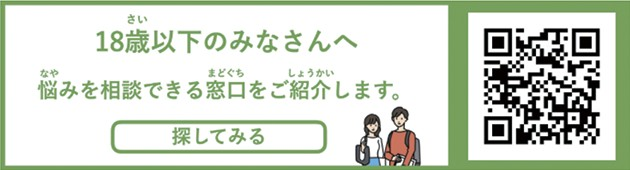 さい
18歳以下のみなさんへ
なや まどぐち しょうかい
悩みを相談できる窓口をご紹介します。
探してみる